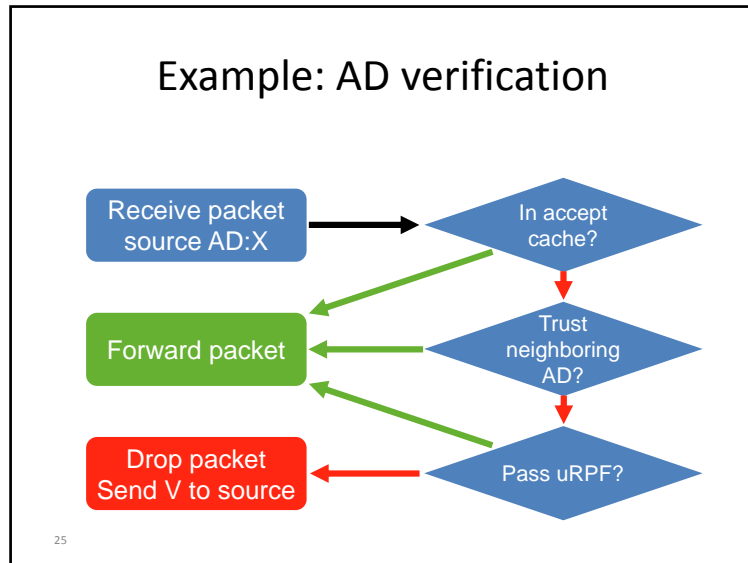 Example: AD verification
Receive packet
source AD:X
In accept
cache?
Forward packet
Trust
neighboring
AD?
Drop packet
Send V to source
Pass uRPF?
25